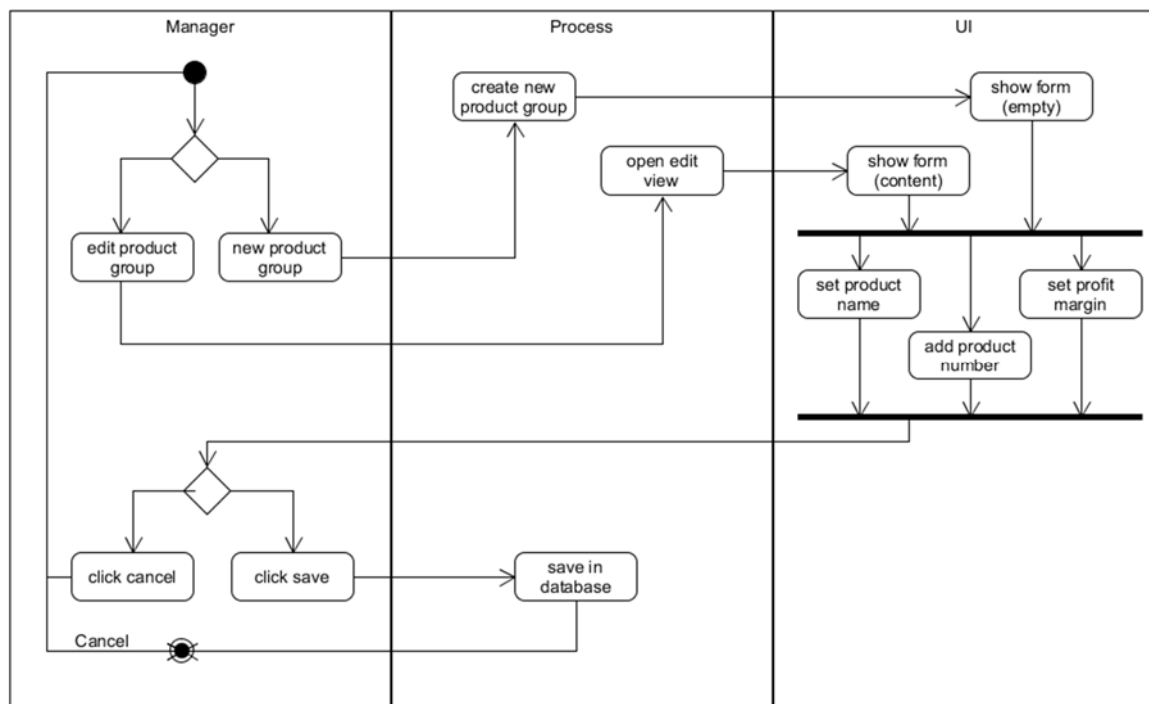 Manager
Process
UI
create new
product group
show form
(empty)
open edit
view
show form
(content)
edit product
group
new product
group
set product
name
set profit
margin
add product
number
click cancel
click save
save in
database
Cancel